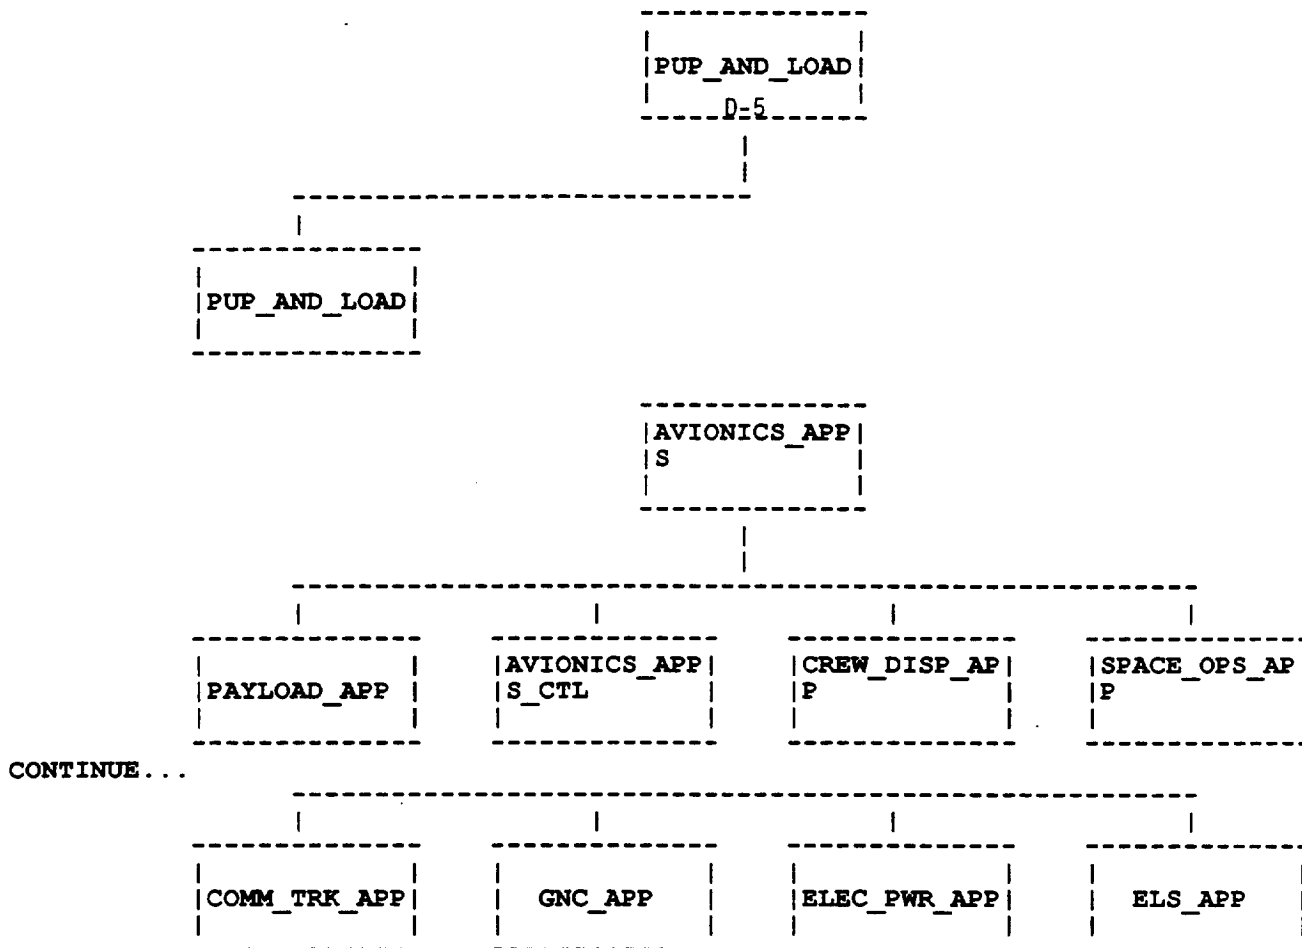 PUP_AND_LOAD
D-5
PUP_AND_LOAD
AVIONICS_APP
S
PAYLOAD_APP
AVIONICS_APP
S_CTL
CREW_DISP_AP
P
SPACE_OPS_AP
P
CONTINUE...
COMM_TRK_APP
GNC_APP
ELEC_PWR_APP
ELS_APP